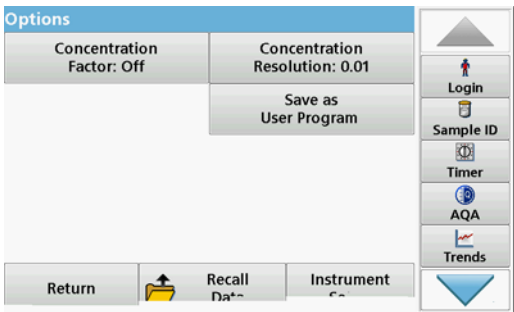 Options
Concentration
Factor: Off
Concentration
Resolution: 0.01
Save as
User Program
Login
Sample ID
Timer
AQA
Trends
Return
Recall
Instrument